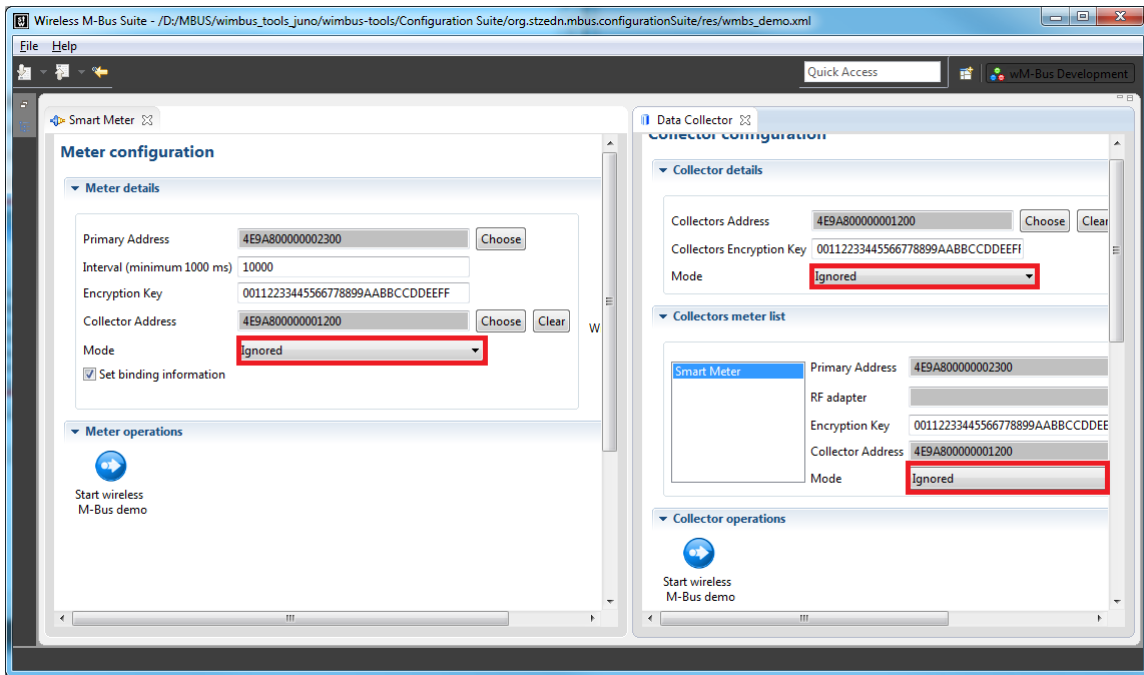 Wireless M-Bus Suite - /D:/MBUS/wimbus_tools_juno/wimbus-tools/Configuration Suite/org.stzedn.mbus.configurationSuite/res/wmbs_demo.xml
File Help
Quick Access
wM-Bus Development
Smart Meter
Meter configuration
Meter details
Primary Address 4E9A800000002300 Choose
Interval (minimum 1000 ms) 10000
Encryption Key 00112233445566778899AABBCCDDEEFF
Collector Address 4E9A800000001200 Choose Clear
W
Mode Ignored
Set binding information
Meter operations
Start wireless
M-Bus demo
Data Collector
Collector configuration
Collector details
Collectors Address 4E9A800000001200 Choose Clear
Collectors Encryption Key 00112233445566778899AABBCCDDEEFF
Mode Ignored
Collectors meter list
Smart Meter
Primary Address 4E9A800000002300
RF adapter
Encryption Key 00112233445566778899AABBCCDDEE
Collector Address 4E9A800000001200
Mode Ignored
Collector operations
Start wireless
M-Bus demo